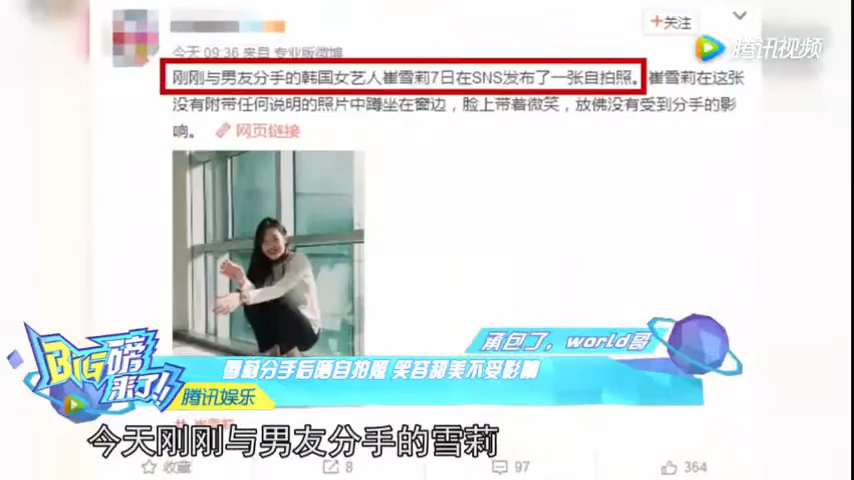 +关注
今天 09:36 来自 专业版微博
腾讯视频
刚刚与男友分手的韩国女艺人崔雪莉7日在SNS发布了一张自拍照。崔雪莉在这张
没有附带任何说明的照片中蹲坐在窗边，脸上带着微笑，放佛没有受到分手的影
响。 网页链接
承包了，world哥
BIG磅来了!!
雪莉分手后晒自拍照 笑容甜美不受影响
腾讯娱乐
今天刚刚与男友分手的雪莉
收藏
8
97
364